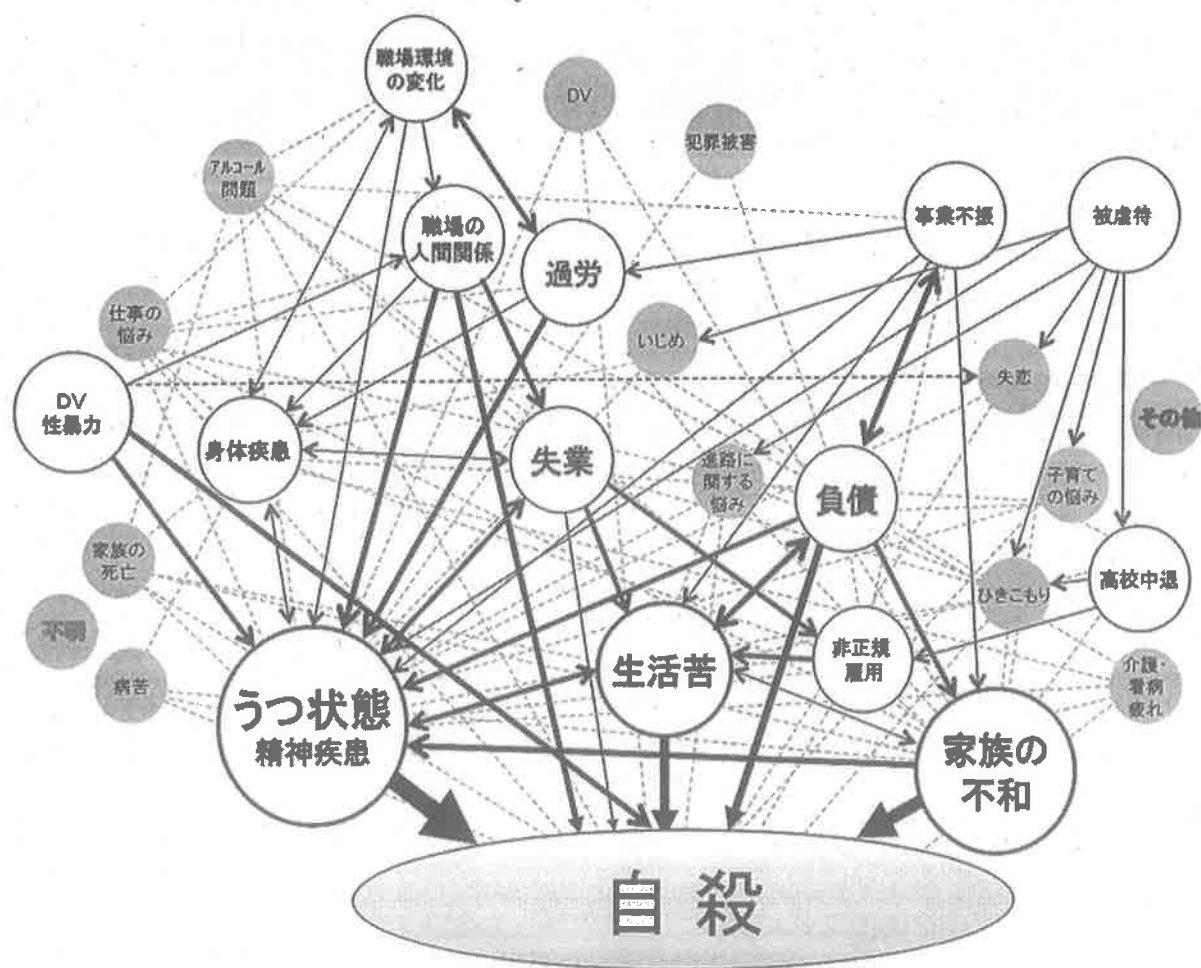 職場環境
の変化
DV
犯罪被害
アルコール
問題
職場の
人間関係
過労
事業不振
被虐待
仕事の
悩み
いじめ
失恋
DV
性暴力
その他
身体疾患
失業
進路に
関する
悩み
負債
子育て
の悩み
家族の
死亡
高校中退
ひきこもり
不明
病苦
うつ状態
精神疾患
生活苦
非正規
雇用
介護・
看病
疲れ
家族の
不和
自殺